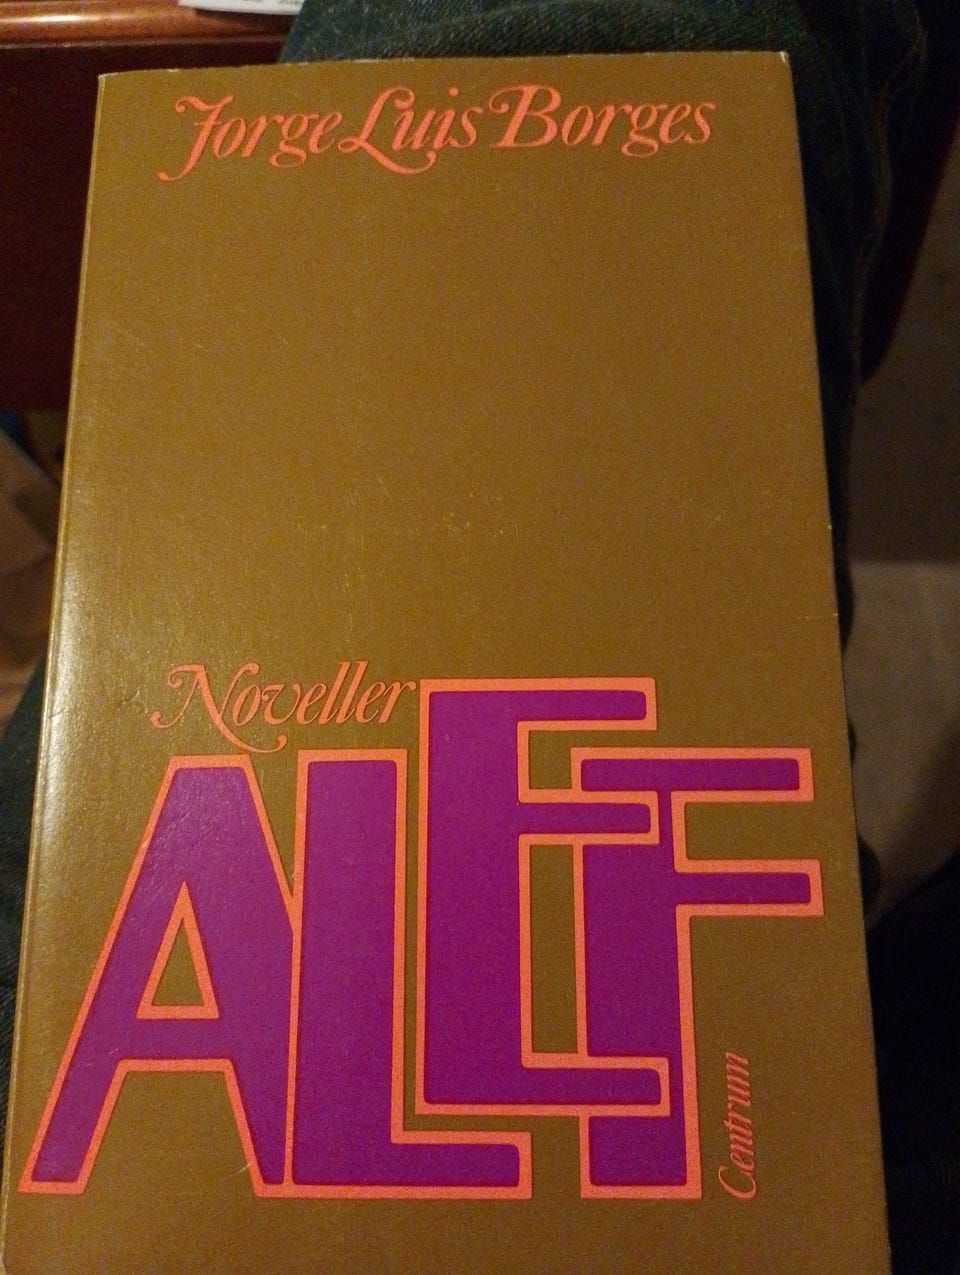 Jorge Luis Borges
Noveller
ALEF
Centrum